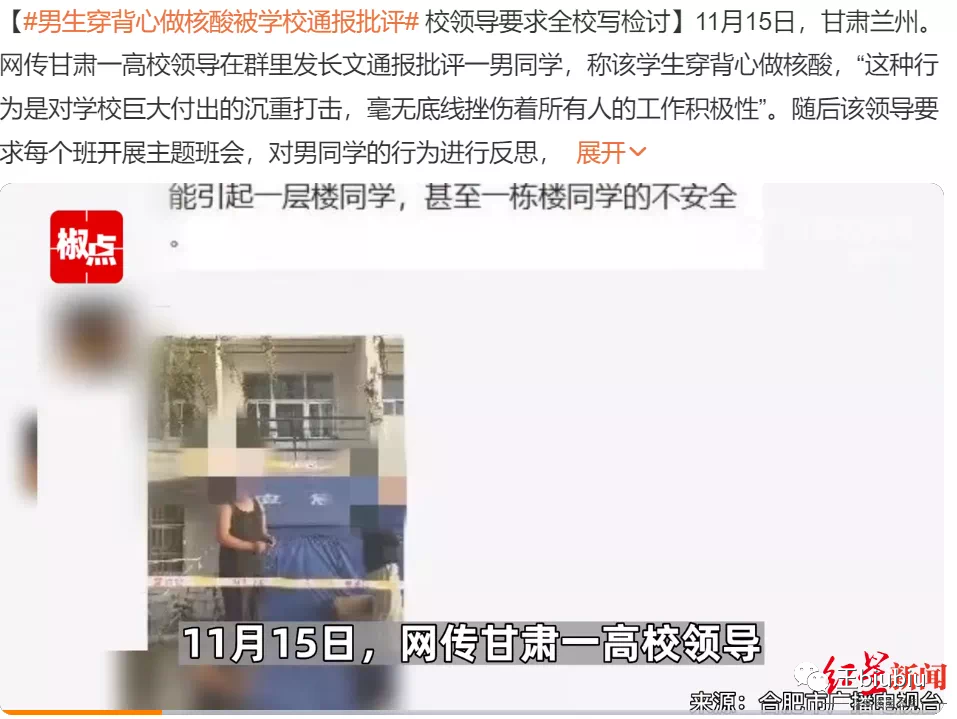 【#男生穿背心做核酸被学校通报批评# 校领导要求全校写检讨】11月15日，甘肃兰州。
网传甘肃一高校领导在群里发长文通报批评一男同学，称该学生穿背心做核酸，“这种行
为是对学校巨大付出的沉重打击，毫无底线挫伤着所有人的工作积极性”。随后该领导要
求每个班开展主题班会，对男同学的行为进行反思， 展开
能引起一层楼同学，甚至一栋楼同学的不安全
。
椒点
11月15日，网传甘肃一高校领导
红星新闻
来源：合肥市广播电视台